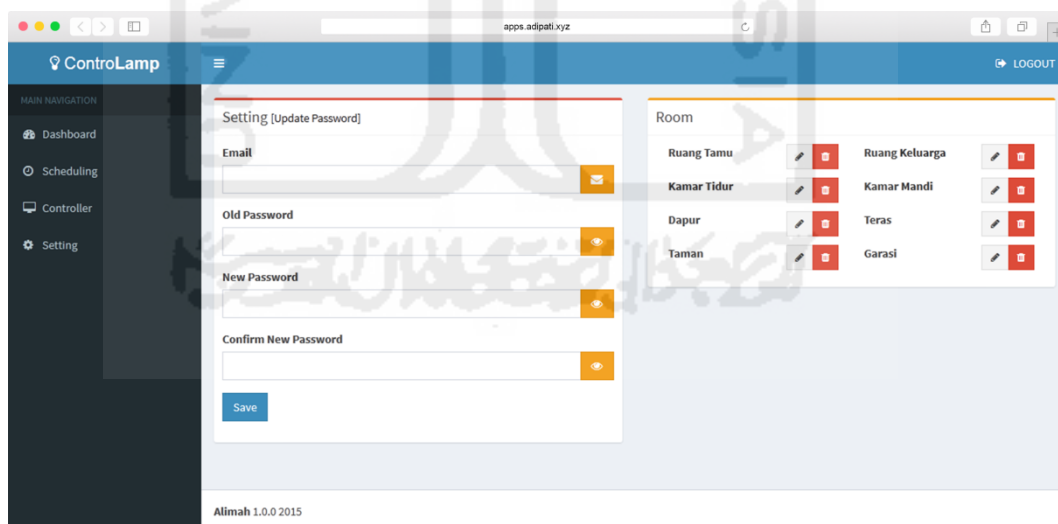 apps.adipati.xyz
ControLamp
LOGOUT
MAIN NAVIGATION
Dashboard
Scheduling
Controller
Setting
Setting [Update Password]
Email
Old Password
New Password
Confirm New Password
Save
Room
Ruang Tamu
Ruang Keluarga
Kamar Tidur
Kamar Mandi
Dapur
Teras
Taman
Garasi
Alimah 1.0.0 2015